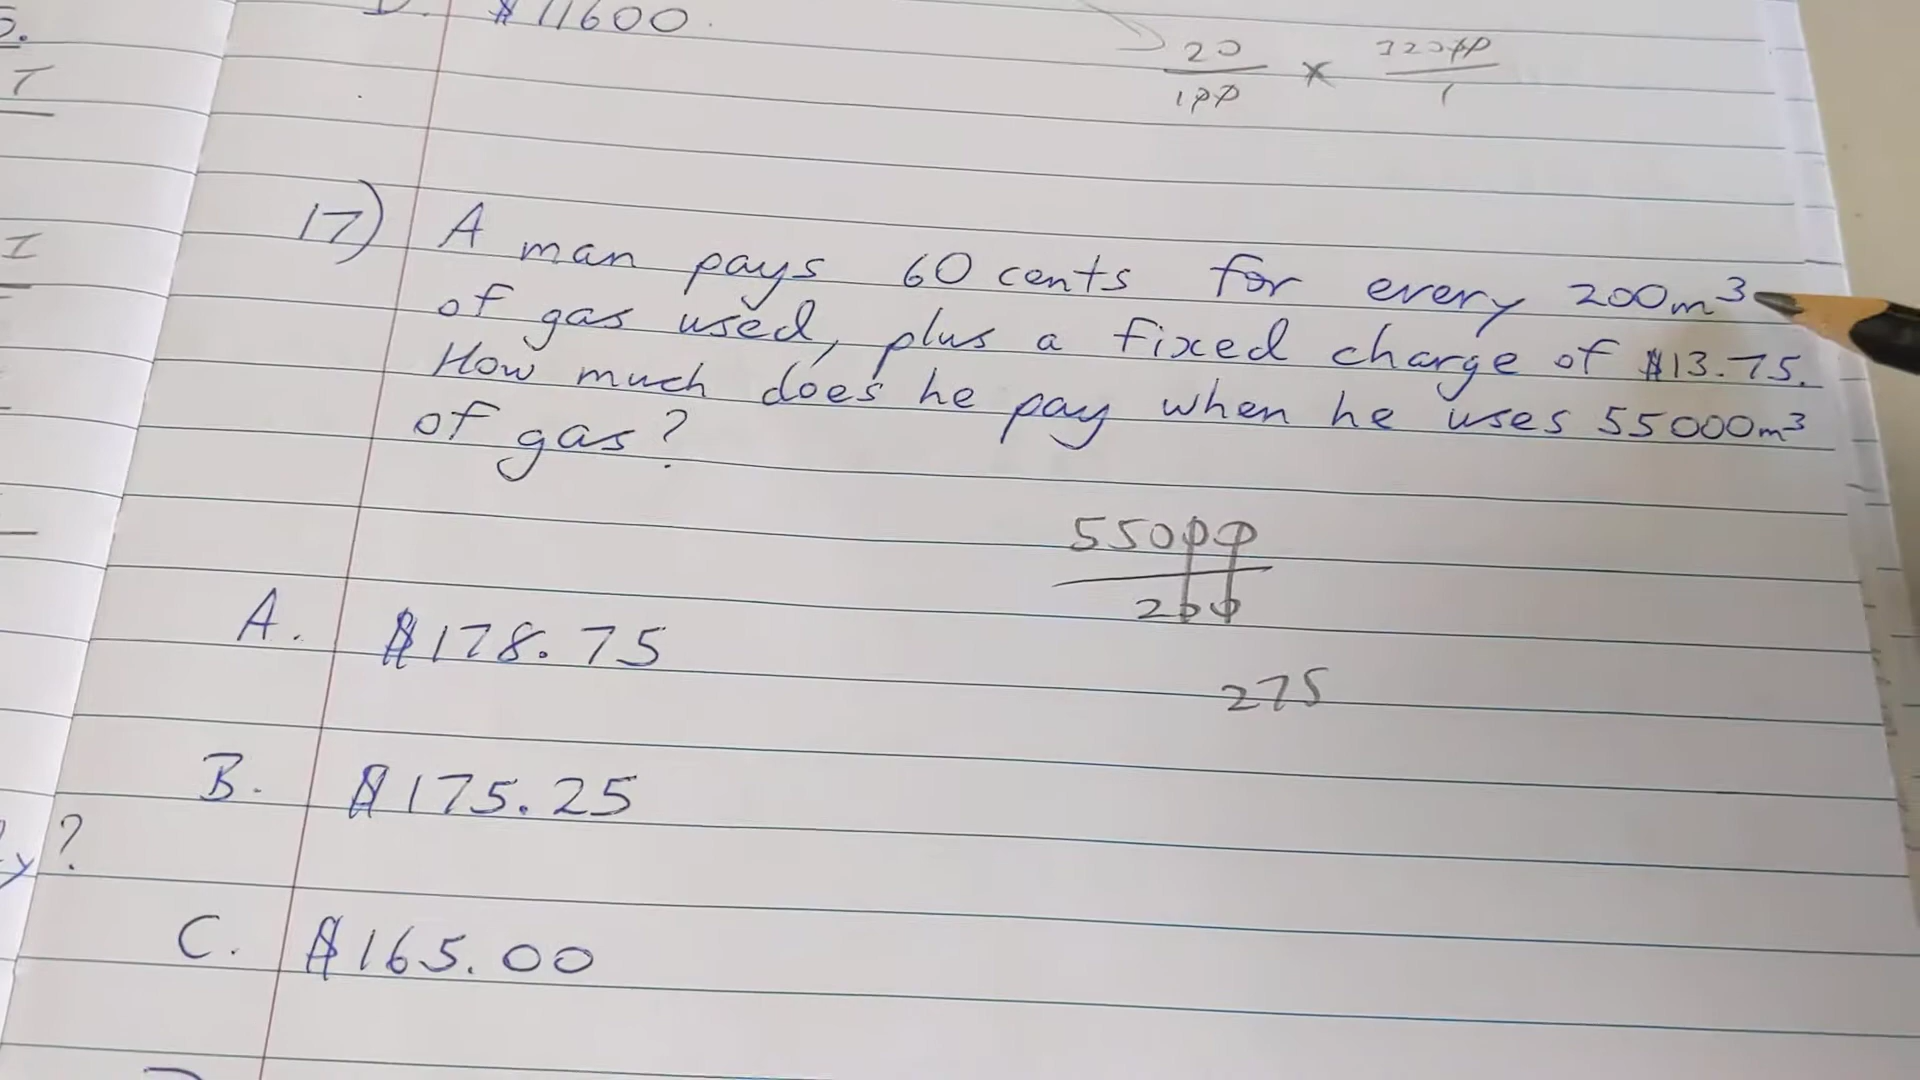 D. $11600.
20 × 32000
100 1
17) A man pays 60 cents for every 200m³
of gas used, plus a fixed charge of $13.75.
How much does he pay when he uses 55000m³
of gas?
55000
200
A. $178.75
275
B. $175.25
y?
C. $165.00